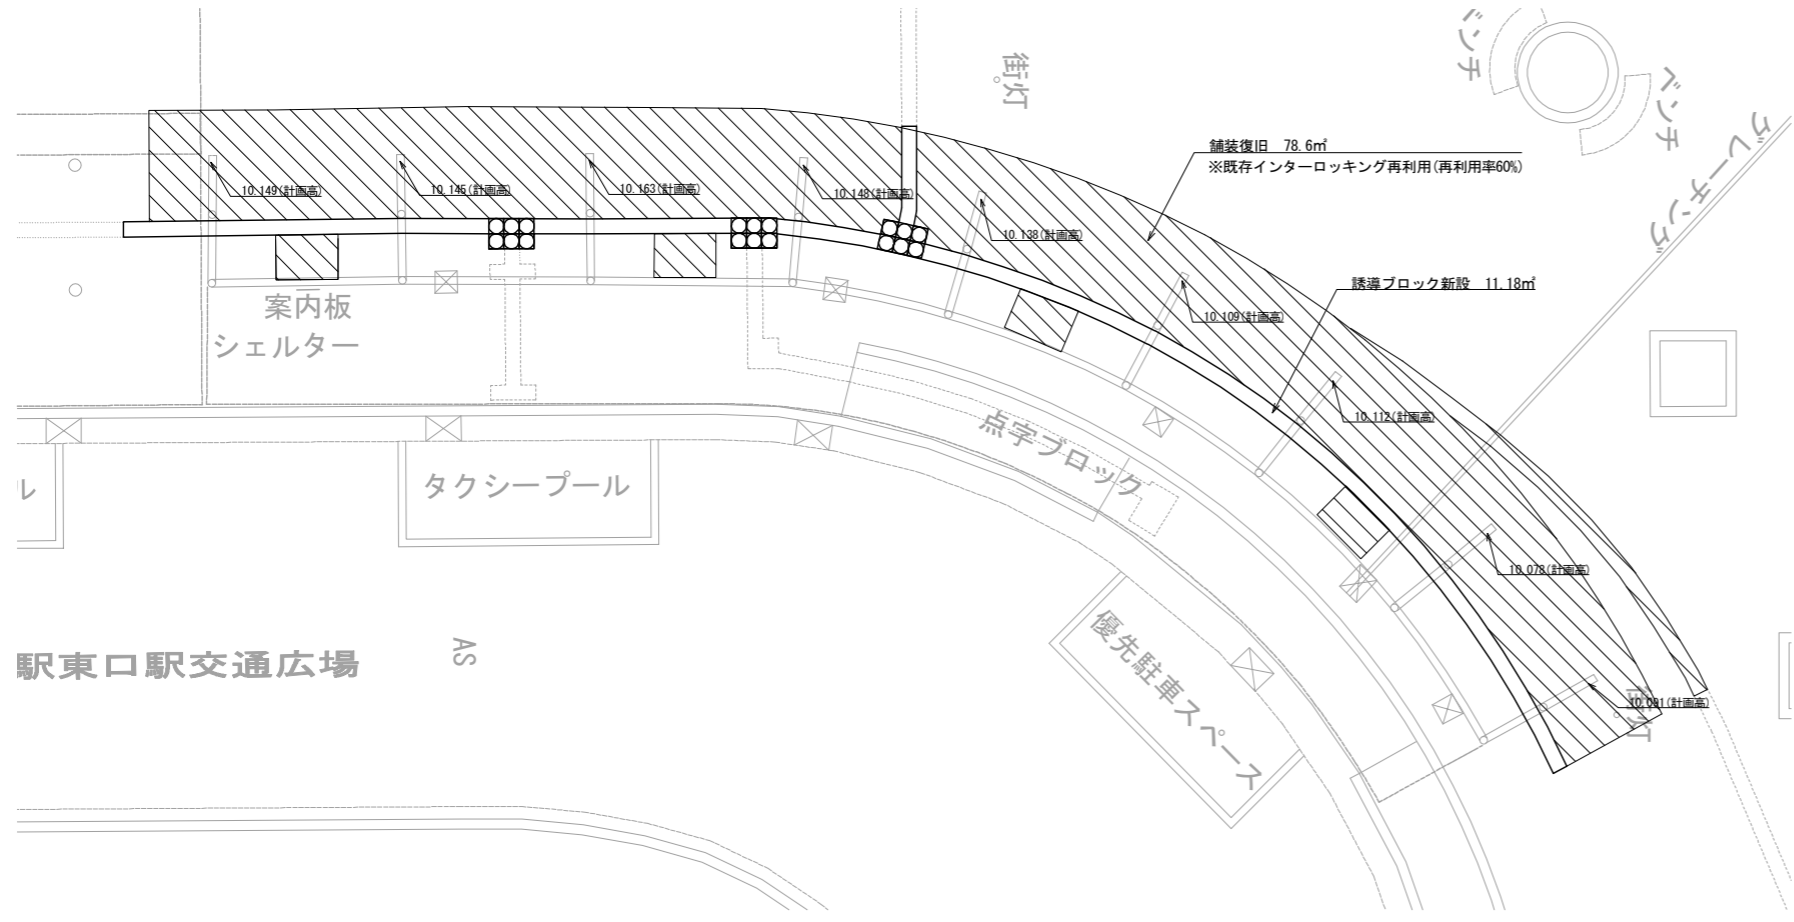 街灯
ベンチ
ベンチ
グレーチング
舗装復旧 78.6㎡
※既存インターロッキング再利用(再利用率60%)
10.149(計画高)
10.145(計画高)
10.163(計画高)
10.148(計画高)
10.138(計画高)
誘導ブロック新設 11.18㎡
案内板
シェルター
10.109(計画高)
10.112(計画高)
点字ブロック
タクシープール
ル
10.078(計画高)
優先駐車スペース
駅東口駅交通広場
AS
10.091(計画高)
街灯